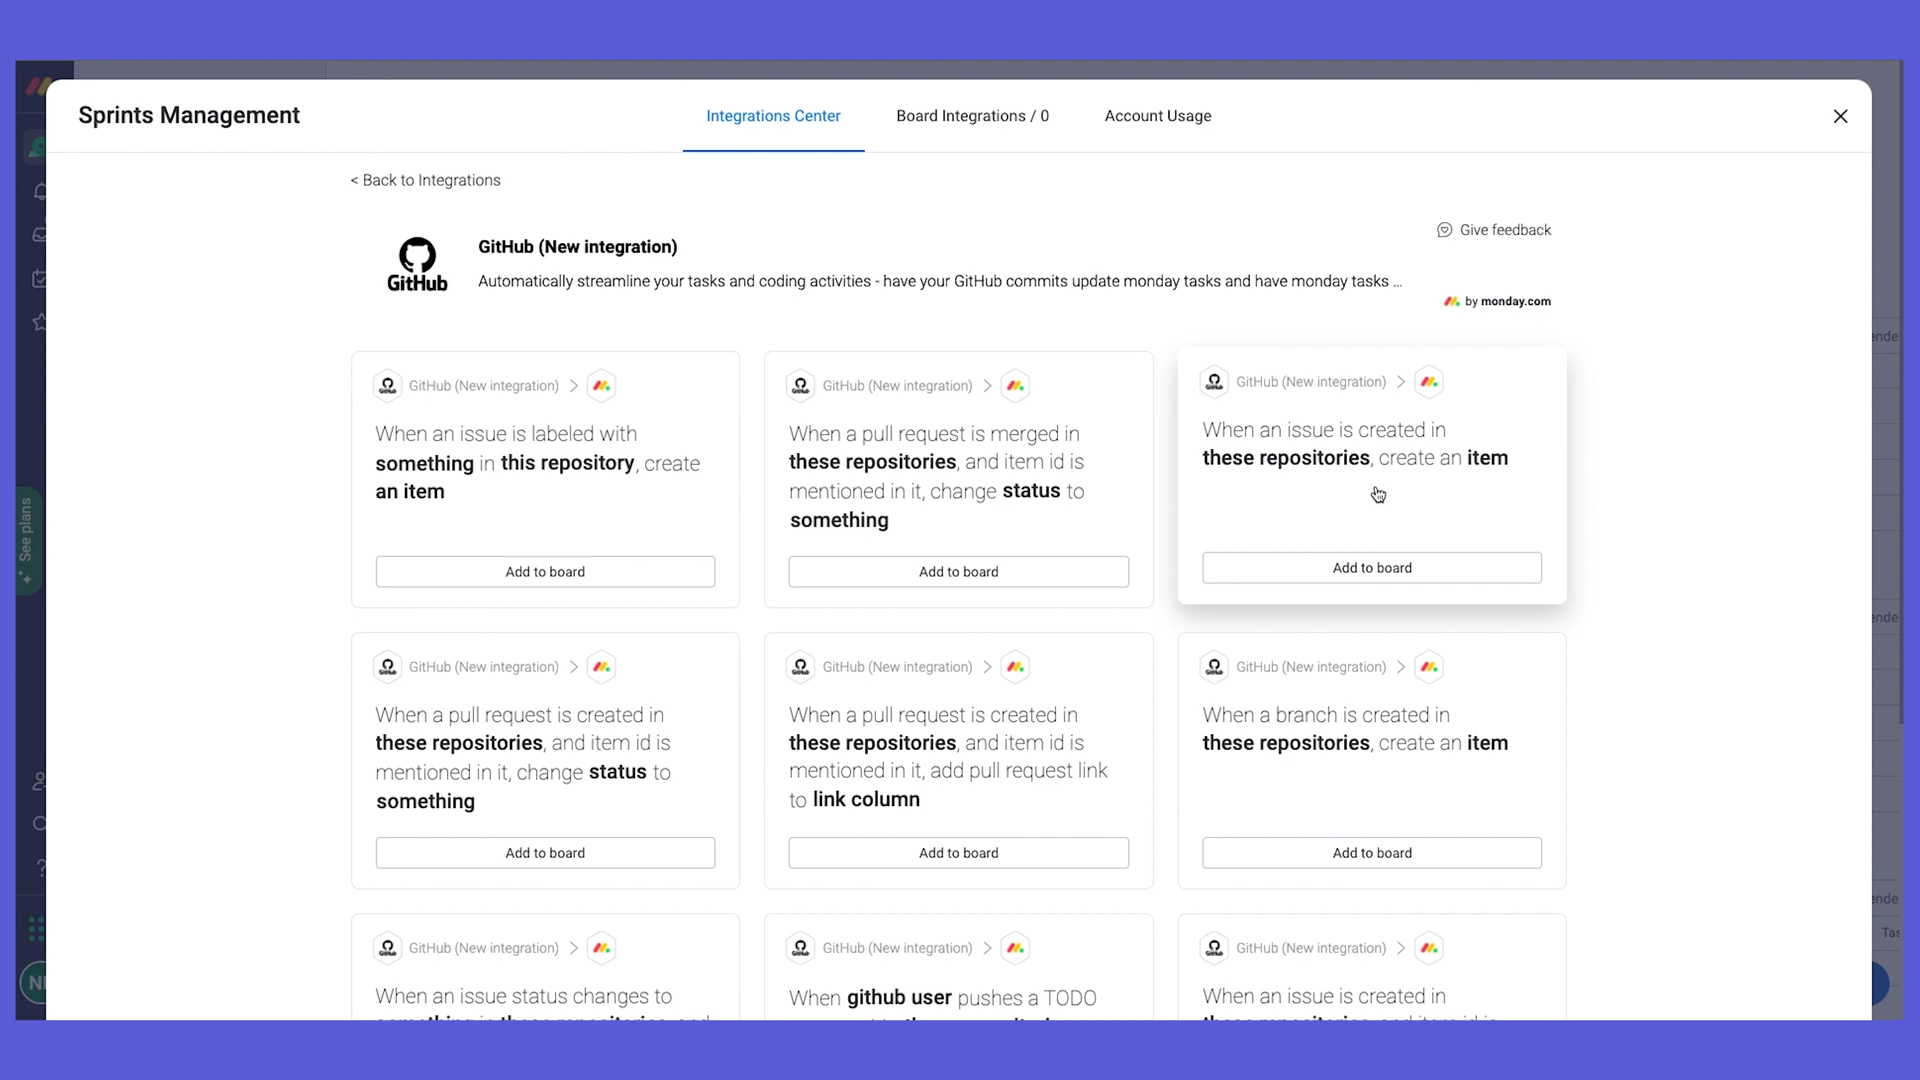 Sprints Management
Integrations Center
Board Integrations / 0
Account Usage
< Back to Integrations
GitHub
GitHub (New integration)
Automatically streamline your tasks and coding activities - have your GitHub commits update monday tasks and have monday tasks ...
Give feedback
by monday.com
GitHub (New integration)
When an issue is labeled with
something in this repository, create
an item
Add to board
GitHub (New integration)
When a pull request is merged in
these repositories, and item id is
mentioned in it, change status to
something
Add to board
GitHub (New integration)
When an issue is created in
these repositories, create an item
Add to board
GitHub (New integration)
When a pull request is created in
these repositories, and item id is
mentioned in it, change status to
something
Add to board
GitHub (New integration)
When a pull request is created in
these repositories, and item id is
mentioned in it, add pull request link
to link column
Add to board
GitHub (New integration)
When a branch is created in
these repositories, create an item
Add to board
GitHub (New integration)
When an issue status changes to
GitHub (New integration)
When github user pushes a TODO
GitHub (New integration)
When an issue is created in
See plans